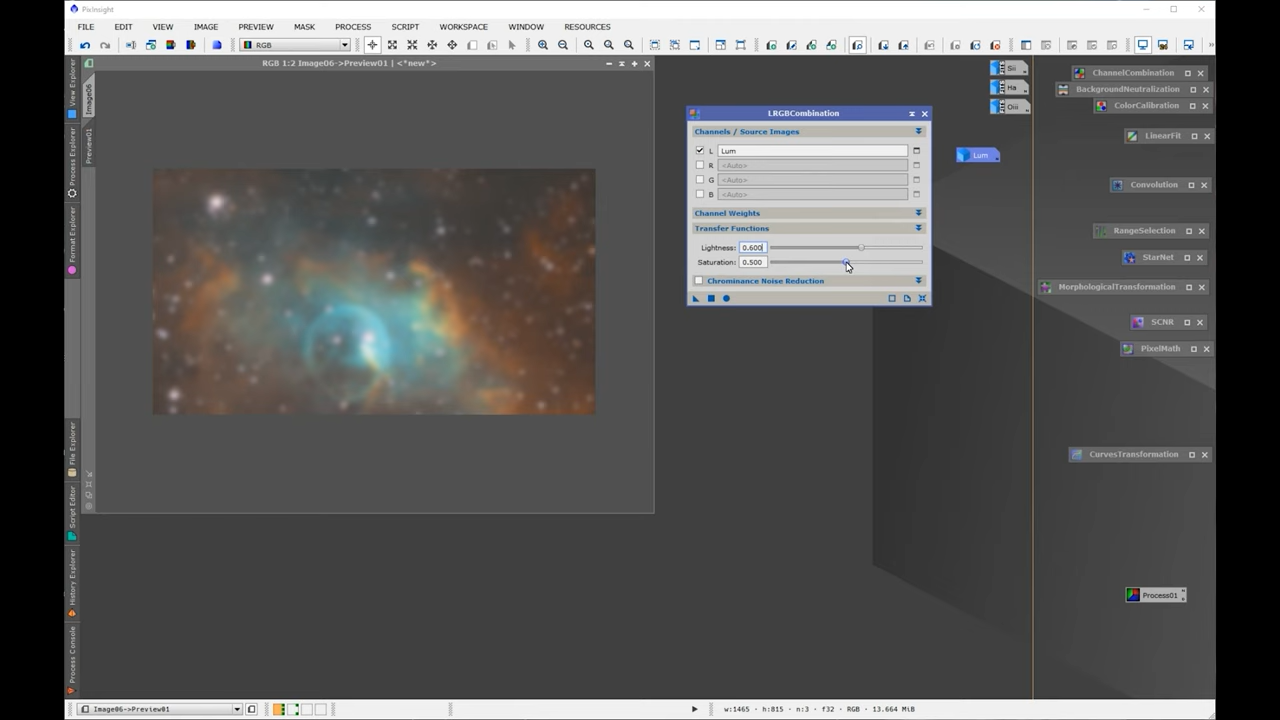 Pixinsight
FILE EDIT VIEW IMAGE PREVIEW MASK PROCESS SCRIPT WORKSPACE WINDOW RESOURCES
RGB
RGB 1:2 Image06->Preview01 | <*new*>
View Explorer
Process Explorer
Format Explorer
File Explorer
Script Editor
History Explorer
Process Console
Image06
Preview01
LRGBCombination
Channels / Source Images
L Lum
R <Auto>
G <Auto>
B <Auto>
Channel Weights
Transfer Functions
Lightness: 0.600
Saturation: 0.500
Chrominance Noise Reduction
Sii
Ha
Oiii
Lum
ChannelCombination
BackgroundNeutralization
ColorCalibration
LinearFit
Convolution
RangeSelection
StarNet
MorphologicalTransformation
SCNR
PixelMath
CurvesTransformation
Process01
Image06->Preview01
w:1465 · h:815 · n:3 · f32 · RGB · 13.664 MiB